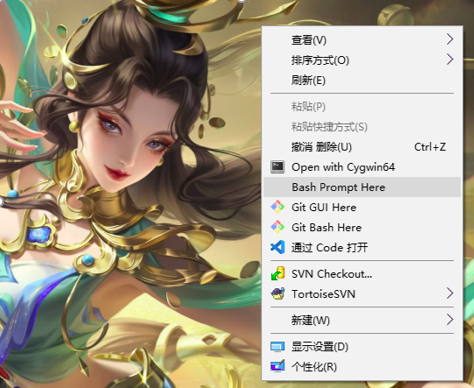 查看(V)
排序方式(O)
刷新(E)
粘贴(P)
粘贴快捷方式(S)
撤消 删除(U) Ctrl+Z
Open with Cygwin64
Bash Prompt Here
Git GUI Here
Git Bash Here
通过 Code 打开
SVN Checkout...
TortoiseSVN
新建(W)
显示设置(D)
个性化(R)